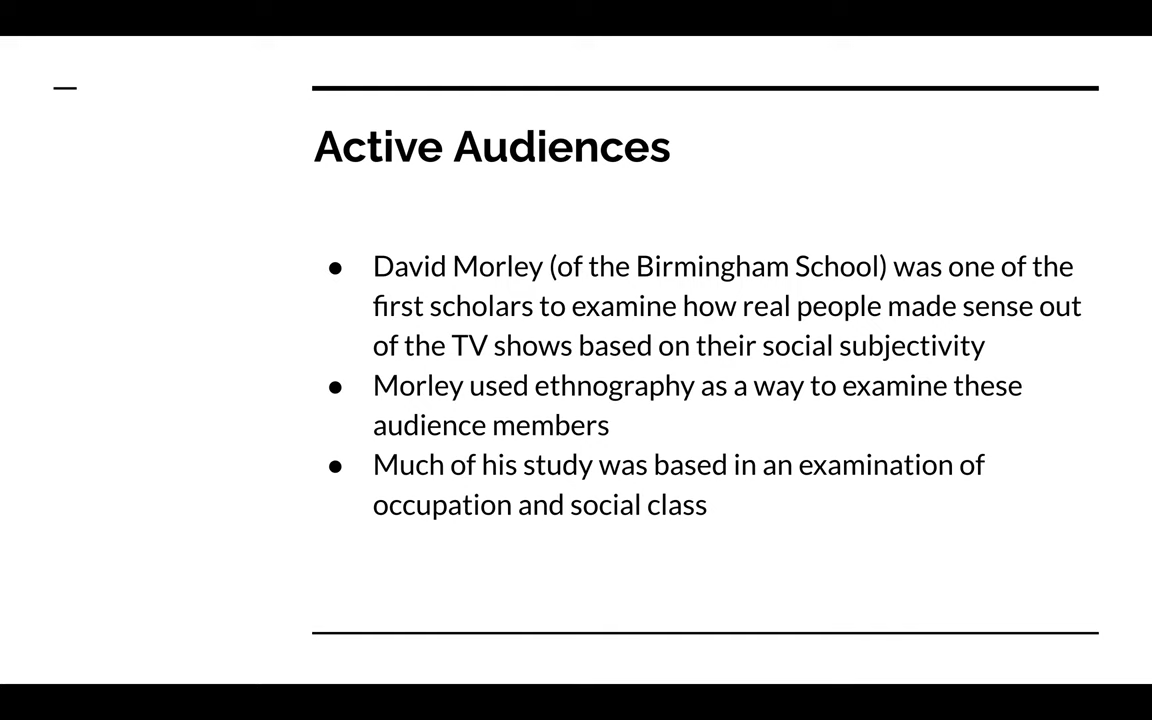 Active Audiences
● David Morley (of the Birmingham School) was one of the
first scholars to examine how real people made sense out
of the TV shows based on their social subjectivity
● Morley used ethnography as a way to examine these
audience members
● Much of his study was based in an examination of
occupation and social class